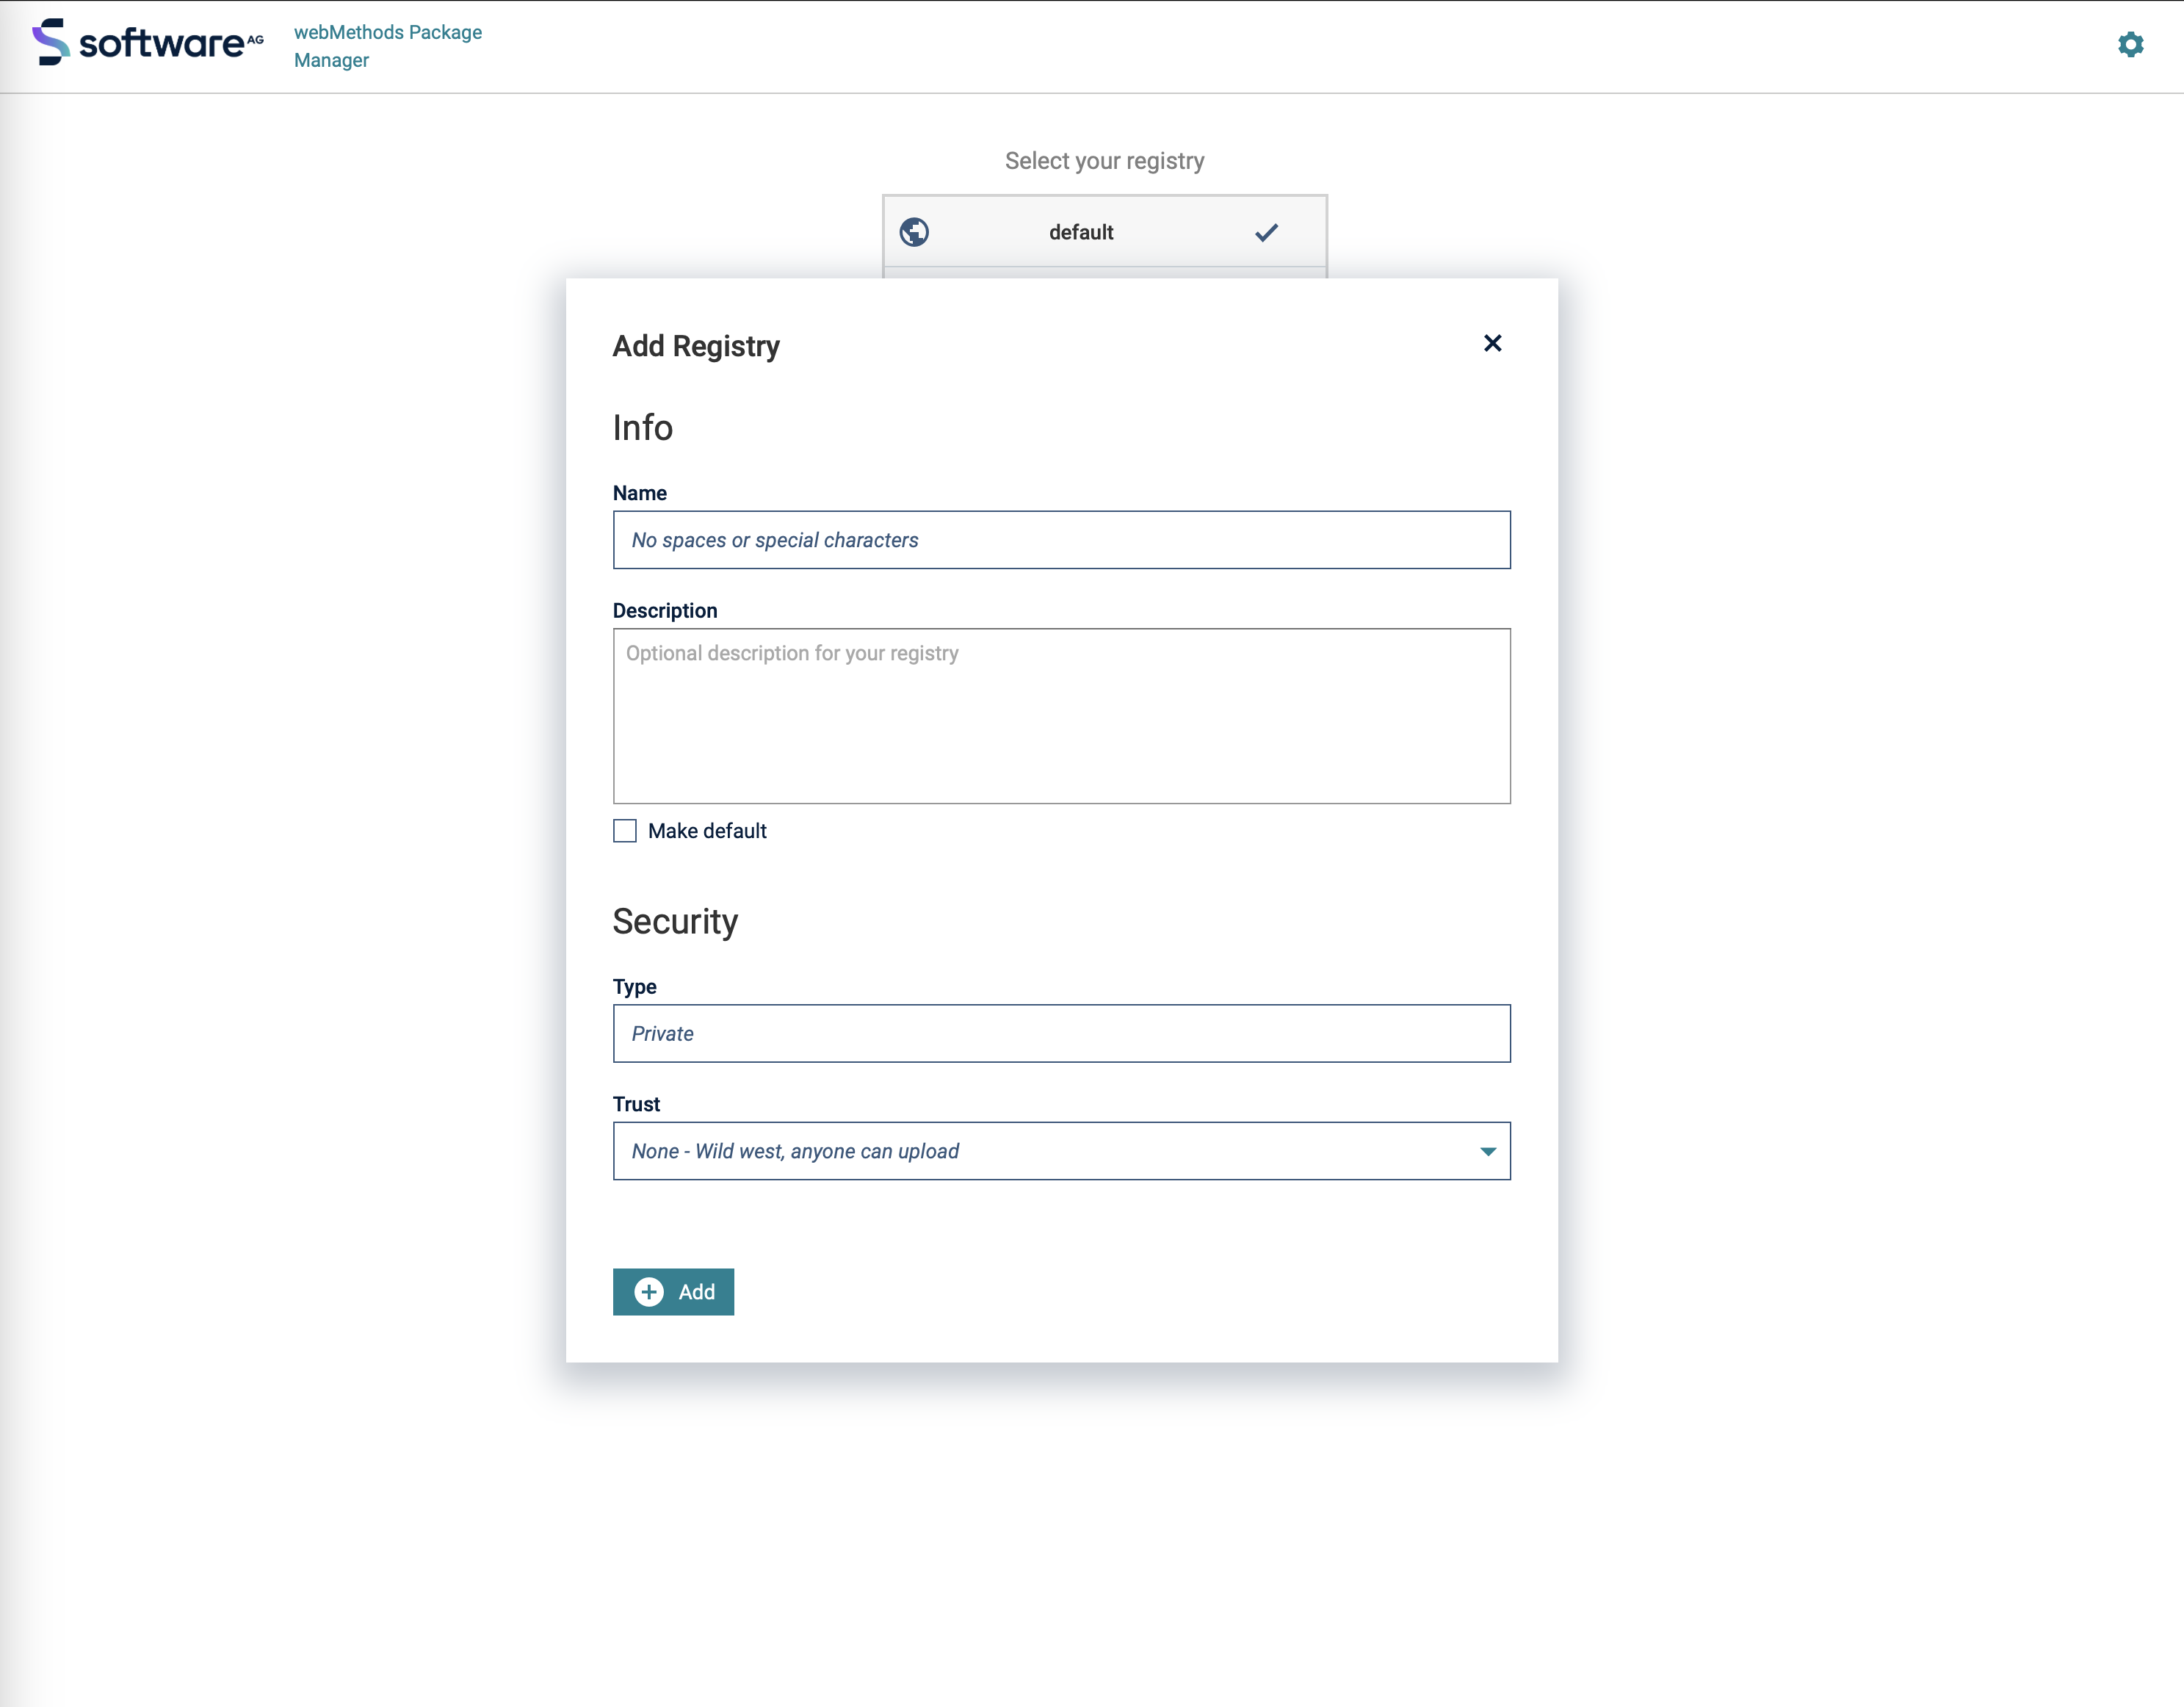 software AG
webMethods Package
Manager
Select your registry
default
Add Registry
Info
Name
No spaces or special characters
Description
Optional description for your registry
Make default
Security
Type
Private
Trust
None - Wild west, anyone can upload
Add